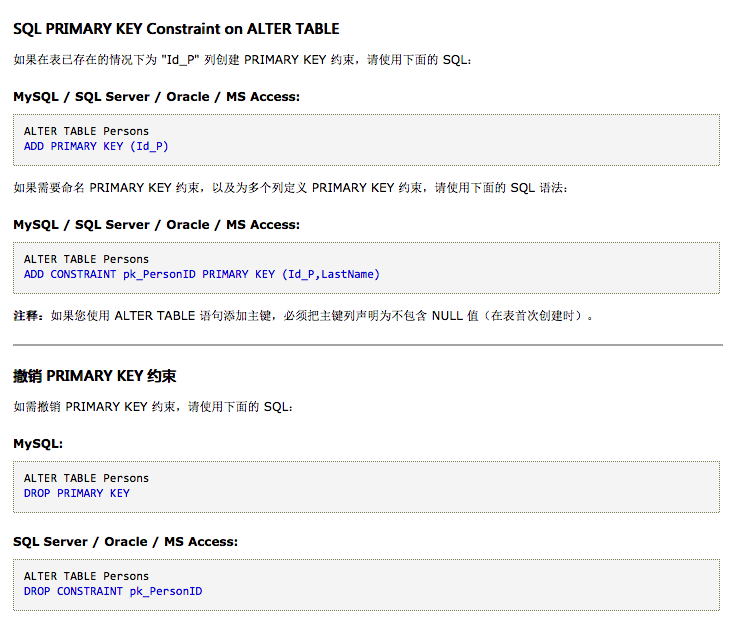 SQL PRIMARY KEY Constraint on ALTER TABLE
如果在表已存在的情况下为 "Id_P" 列创建 PRIMARY KEY 约束，请使用下面的 SQL：
MySQL / SQL Server / Oracle / MS Access:
ALTER TABLE Persons
ADD PRIMARY KEY (Id_P)
如果需要命名 PRIMARY KEY 约束，以及为多个列定义 PRIMARY KEY 约束，请使用下面的 SQL 语法：
MySQL / SQL Server / Oracle / MS Access:
ALTER TABLE Persons
ADD CONSTRAINT pk_PersonID PRIMARY KEY (Id_P,LastName)
注释：如果您使用 ALTER TABLE 语句添加主键，必须把主键列声明为不包含 NULL 值（在表首次创建时）。
撤销 PRIMARY KEY 约束
如需撤销 PRIMARY KEY 约束，请使用下面的 SQL：
MySQL:
ALTER TABLE Persons
DROP PRIMARY KEY
SQL Server / Oracle / MS Access:
ALTER TABLE Persons
DROP CONSTRAINT pk_PersonID